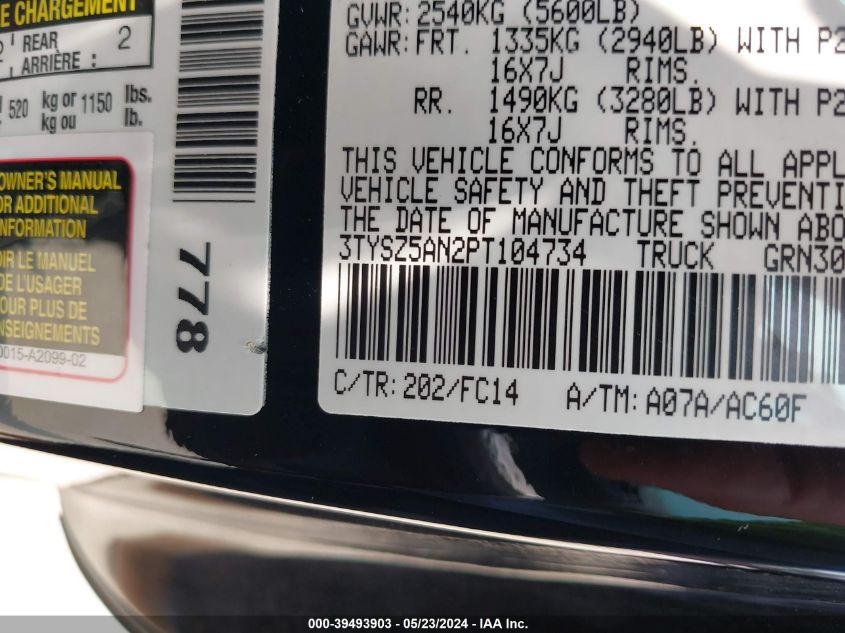 E CHARGEMENT
REAR 2
ARRIÈRE :
520 kg or 1150 lbs.
kg ou lb.
OWNER'S MANUAL
OR ADDITIONAL
INFORMATION
OIR LE MANUEL
DE L'USAGER
POUR PLUS DE
NSEIGNEMENTS
0015-A2099-02
778
GVWR: 2540KG (5600LB)
GAWR: FRT. 1335KG (2940LB) WITH P2
16X7J RIMS.
RR. 1490KG (3280LB) WITH P2
16X7J RIMS.
THIS VEHICLE CONFORMS TO ALL APPL
VEHICLE SAFETY AND THEFT PREVENTI
THE DATE OF MANUFACTURE SHOWN ABO
3TYSZ5AN2PT104734 TRUCK GRN30
C/TR: 202/FC14 A/TM: A07A/AC60F
000-39493903 / 05/23/2024 - IAA Inc.